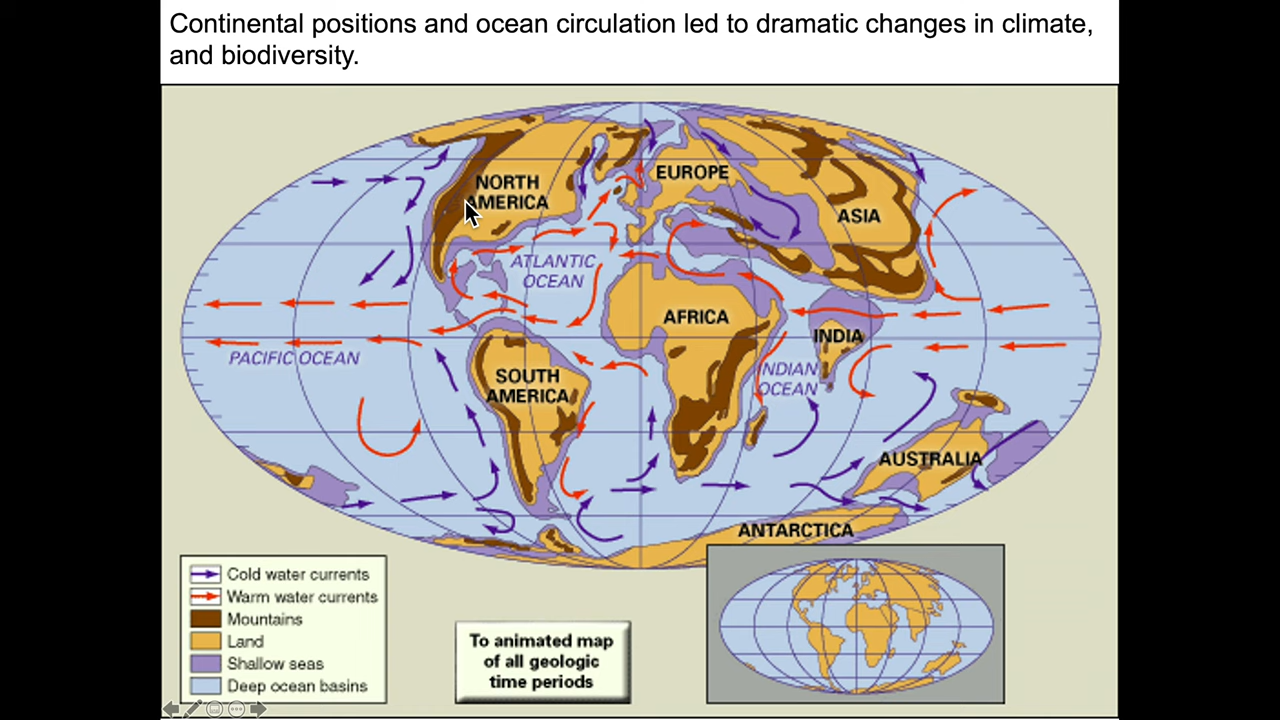 Continental positions and ocean circulation led to dramatic changes in climate,
and biodiversity.
NORTH
AMERICA
EUROPE
ASIA
ATLANTIC
OCEAN
AFRICA
INDIA
PACIFIC OCEAN
INDIAN
OCEAN
SOUTH
AMERICA
AUSTRALIA
ANTARCTICA
Cold water currents
Warm water currents
Mountains
Land
Shallow seas
Deep ocean basins
To animated map
of all geologic
time periods